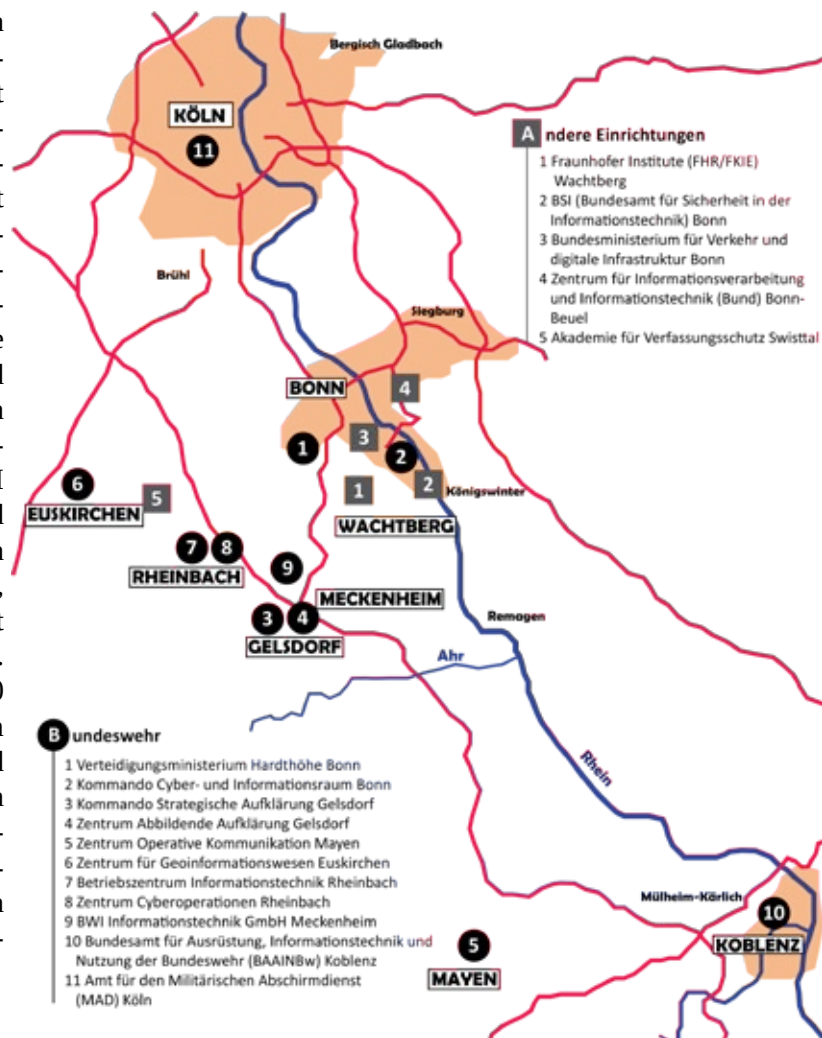 Bergisch Gladbach
KÖLN
11
A ndere Einrichtungen
1 Fraunhofer Institute (FHR/FKIE)
Wachtberg
2 BSI (Bundesamt für Sicherheit in der
Informationstechnik) Bonn
3 Bundesministerium für Verkehr und
digitale Infrastruktur Bonn
4 Zentrum für Informationsverarbeitung
und Informationstechnik (Bund) Bonn-
Beuel
5 Akademie für Verfassungsschutz Swisttal
Brühl
Siegburg
BONN
4
3
1
2
6
5
1
2
Königswinter
EUSKIRCHEN
WACHTBERG
7
8
9
RHEINBACH
MECKENHEIM
3
4
GELSDORF
Remagen
Ahr
Rhein
B undeswehr
1 Verteidigungsministerium Hardthöhe Bonn
2 Kommando Cyber- und Informationsraum Bonn
3 Kommando Strategische Aufklärung Gelsdorf
4 Zentrum Abbildende Aufklärung Gelsdorf
5 Zentrum Operative Kommunikation Mayen
6 Zentrum für Geoinformationswesen Euskirchen
7 Betriebszentrum Informationstechnik Rheinbach
8 Zentrum Cyberoperationen Rheinbach
9 BWI Informationstechnik GmbH Meckenheim
10 Bundesamt für Ausrüstung, Informationstechnik und
Nutzung der Bundeswehr (BAAINBw) Koblenz
11 Amt für den Militärischen Abschirmdienst
(MAD) Köln
Mülheim-Kärlich
10
KOBLENZ
5
MAYEN